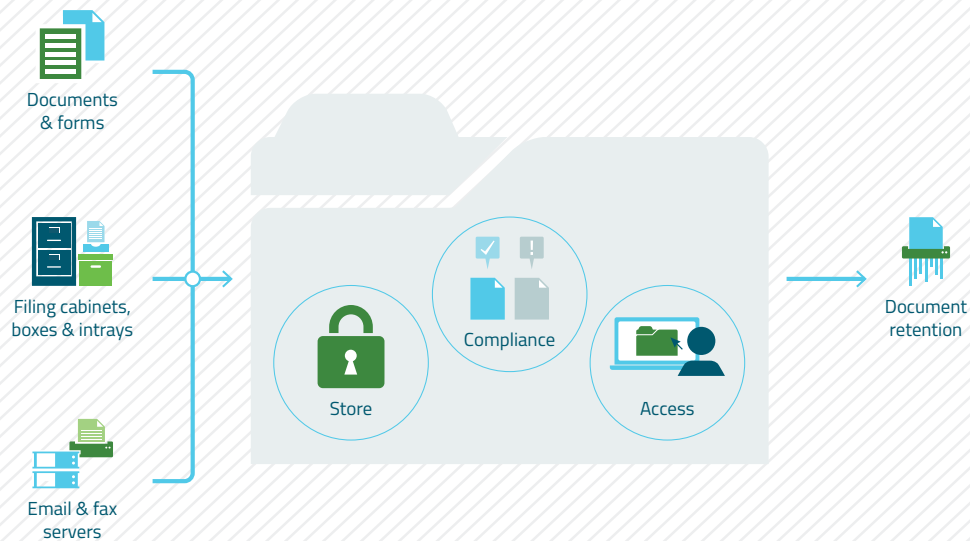 Documents
& forms
Filing cabinets,
boxes & intrays
Email & fax
servers
Store
Compliance
Access
Document
retention